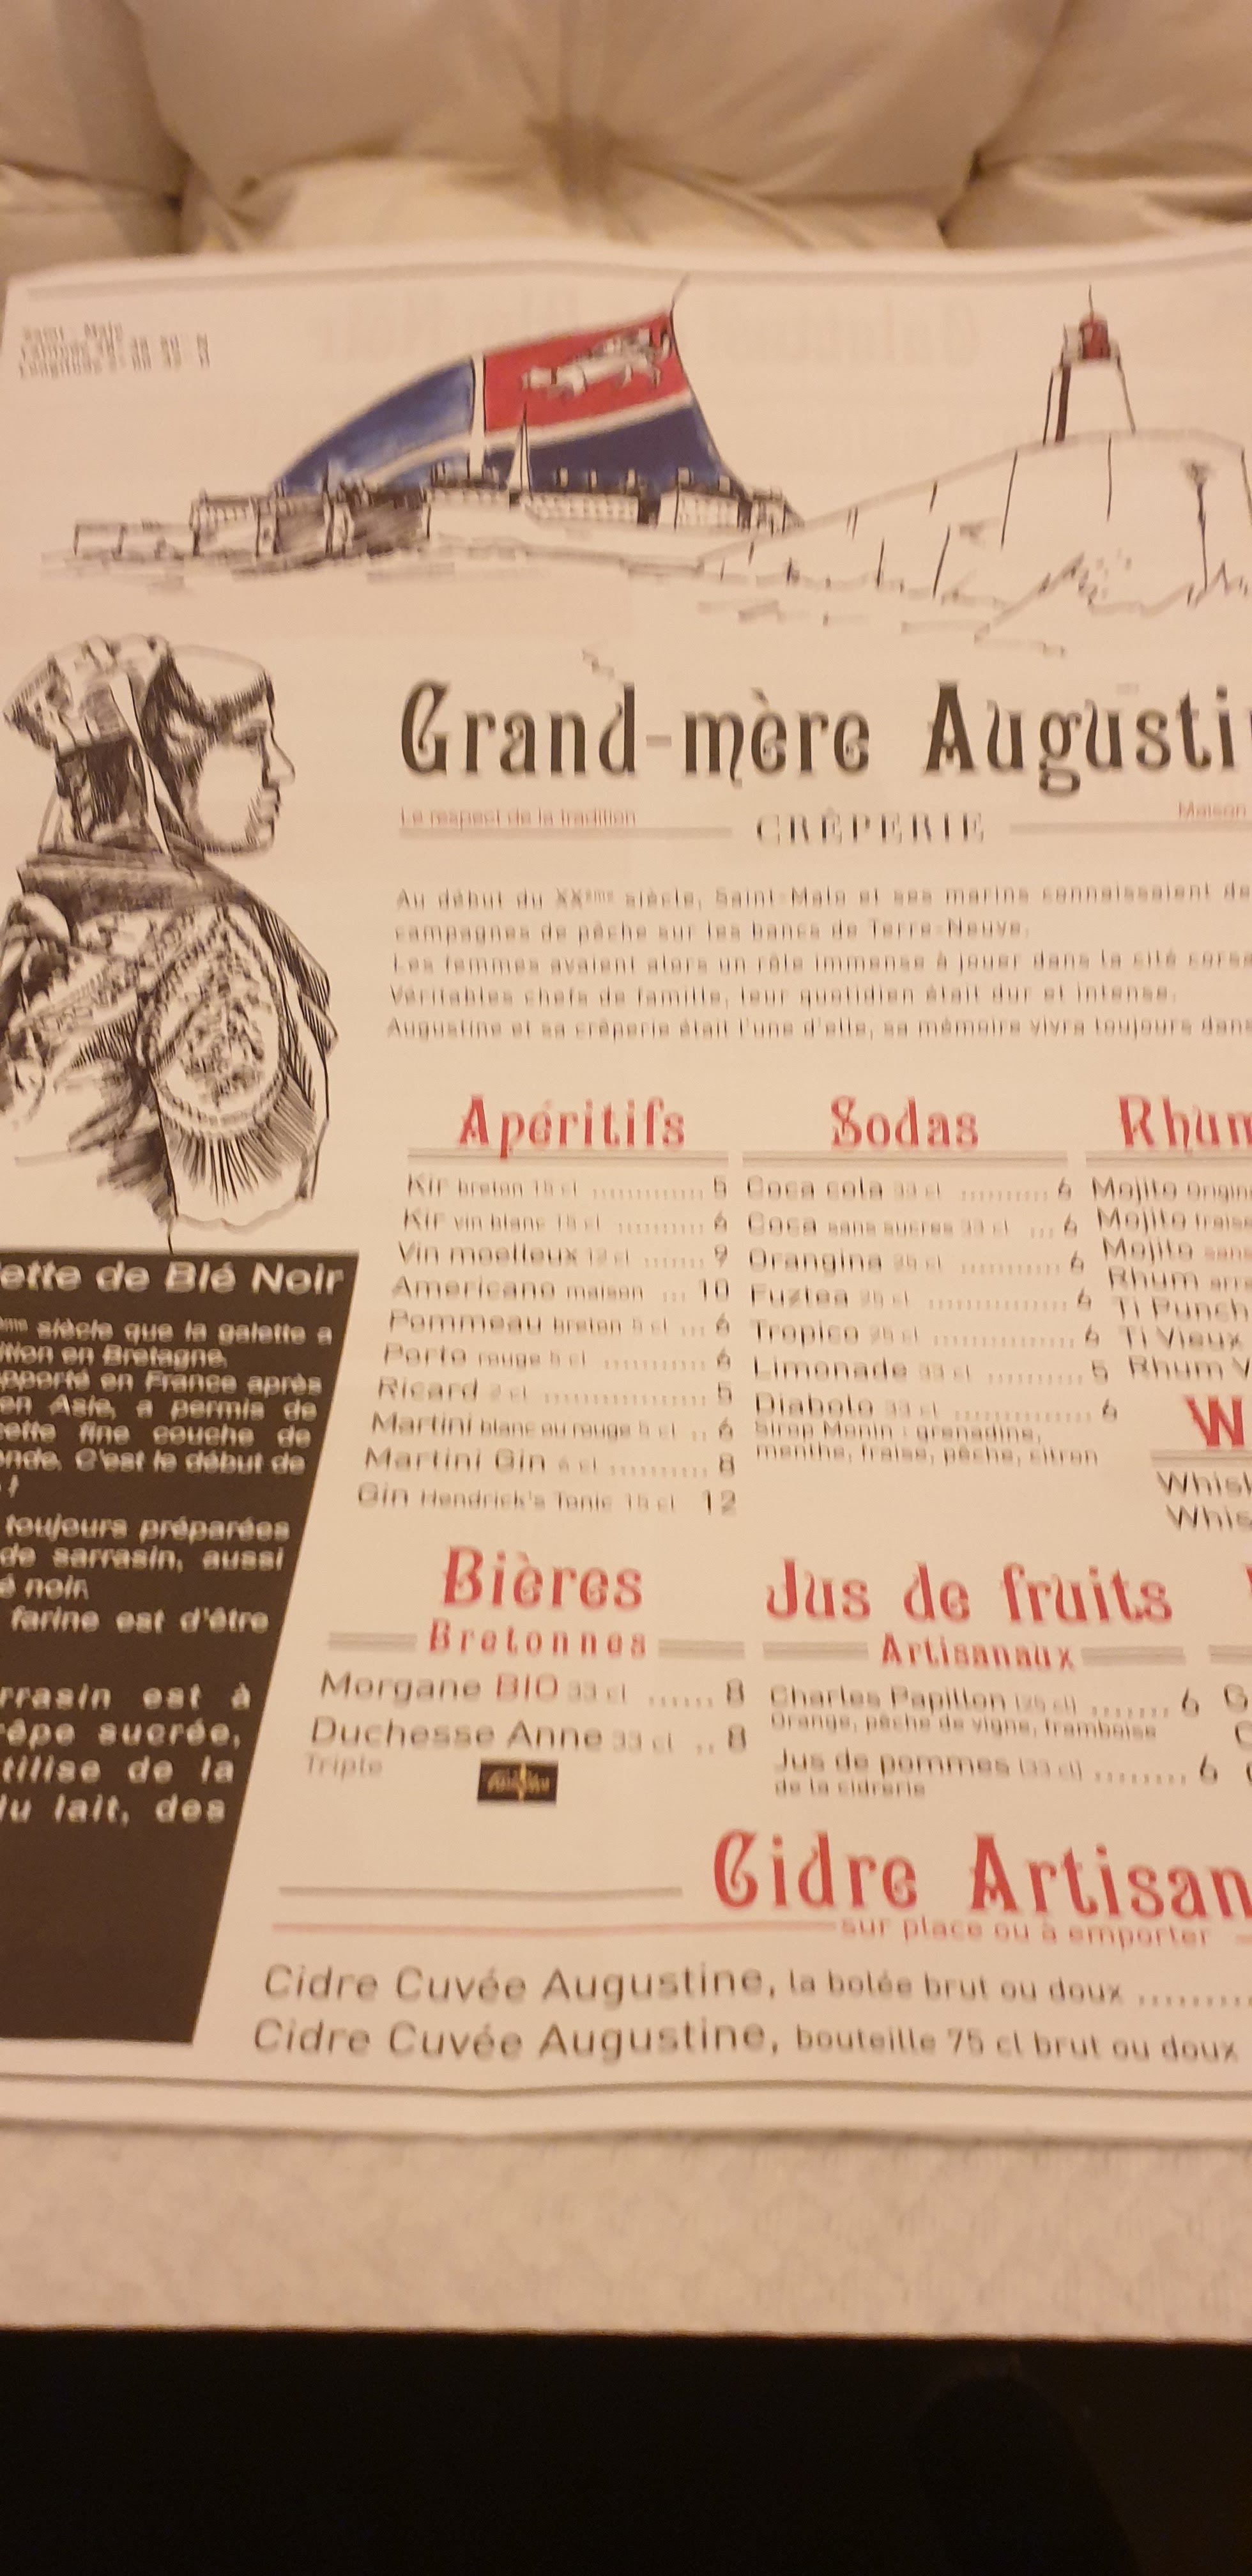 Saint - Malo
Grand-mère Augusti
Le respect de la tradition
CRÊPERIE
Maison
Au début du XXème siècle, Saint-Malo et ses marins connaissaient de
campagnes de pêche sur les bancs de Terre-Neuve.
Les femmes avaient alors un rôle immense à jouer dans la cité corsa
Véritables chefs de famille, leur quotidien était dur et intense.
Augustine et sa crêperie était l'une d'elle, sa mémoire vivra toujours dans
Apéritifs
Kir breton 15 cl ............ 5
Kir vin blanc 15 cl .......... 6
Vin moelleux 12 cl ....... 9
Americano maison ... 10
Pommeau breton 5 cl ... 6
Porto rouge 5 cl ........... 6
Ricard 2 cl ................. 5
Martini blanc ou rouge 5 cl .. 6
Martini Gin 6 cl .......... 8
Gin Hendrick's Tonic 15 cl 12
Sodas
Coca cola 33 cl .......... 6
Coca sans sucres 33 cl ... 6
Orangina 25 cl ........... 6
Fuztea 25 cl ............... 6
Tropico 25 cl .............. 6
Limonade 33 cl .......... 5
Diabolo 33 cl .............. 6
Sirop Monin : grenadine,
menthe, fraise, pêche, citron
Rhum
Mojito Origin
Mojito fraise
Mojito sans
Rhum arra
Ti Punch
Ti Vieux
Rhum V
W
Whisk
Whis
ette de Blé Noir
ème siècle que la galette a
ition en Bretagne.
pporté en France après
en Asie, a permis de
cette fine couche de
onde. C'est le début de
!
toujours préparées
de sarrasin, aussi
é noir.
farine est d'être
rrasin est à
rêpe sucrée,
tilise de la
du lait, des
Bières
Bretonnes
Morgane BIO 33 cl ...... 8
Duchesse Anne 33 cl .. 8
Triple
Jus de fruits
Artisanaux
Charles Papillon (25 cl) ....... 6
Orange, pêche de vigne, framboise
Jus de pommes (33 cl) ........ 6
de la cidrerie
G
C
Cidre Artisan
sur place ou à emporter
Cidre Cuvée Augustine, la bolée brut ou doux ..........
Cidre Cuvée Augustine, bouteille 75 cl brut ou doux